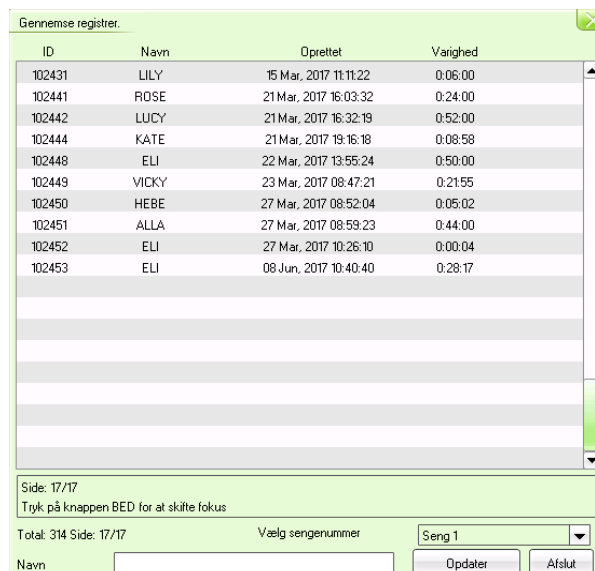 Gennemse registrer.
ID Navn Oprettet Varighed
102431 LILY 15 Mar, 2017 11:11:22 0:06:00
102441 ROSE 21 Mar, 2017 16:03:32 0:24:00
102442 LUCY 21 Mar, 2017 16:32:19 0:52:00
102444 KATE 21 Mar, 2017 19:16:18 0:08:58
102448 ELI 22 Mar, 2017 13:55:24 0:50:00
102449 VICKY 23 Mar, 2017 08:47:21 0:21:55
102450 HEBE 27 Mar, 2017 08:52:04 0:05:02
102451 ALLA 27 Mar, 2017 08:59:23 0:44:00
102452 ELI 27 Mar, 2017 10:26:10 0:00:04
102453 ELI 08 Jun, 2017 10:40:40 0:28:17
Side: 17/17
Tryk på knappen BED for at skifte fokus
Total: 314 Side: 17/17 Vælg sengenummer Seng 1
Navn Opdater Afslut